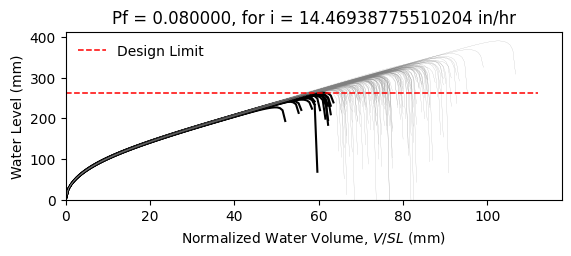 Pf = 0.080000, for i = 14.46938775510204 in/hr
Water Level (mm)
400
300
200
100
0
Design Limit
0 20 40 60 80 100
Normalized Water Volume, V/SL (mm)